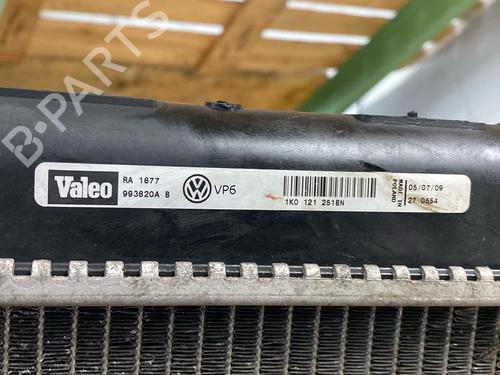 B-PARTS
Valeo
RA 1677
993820A B
VP6
1K0 121 251BN
MADE IN
POLAND
05/07/09
27 0554